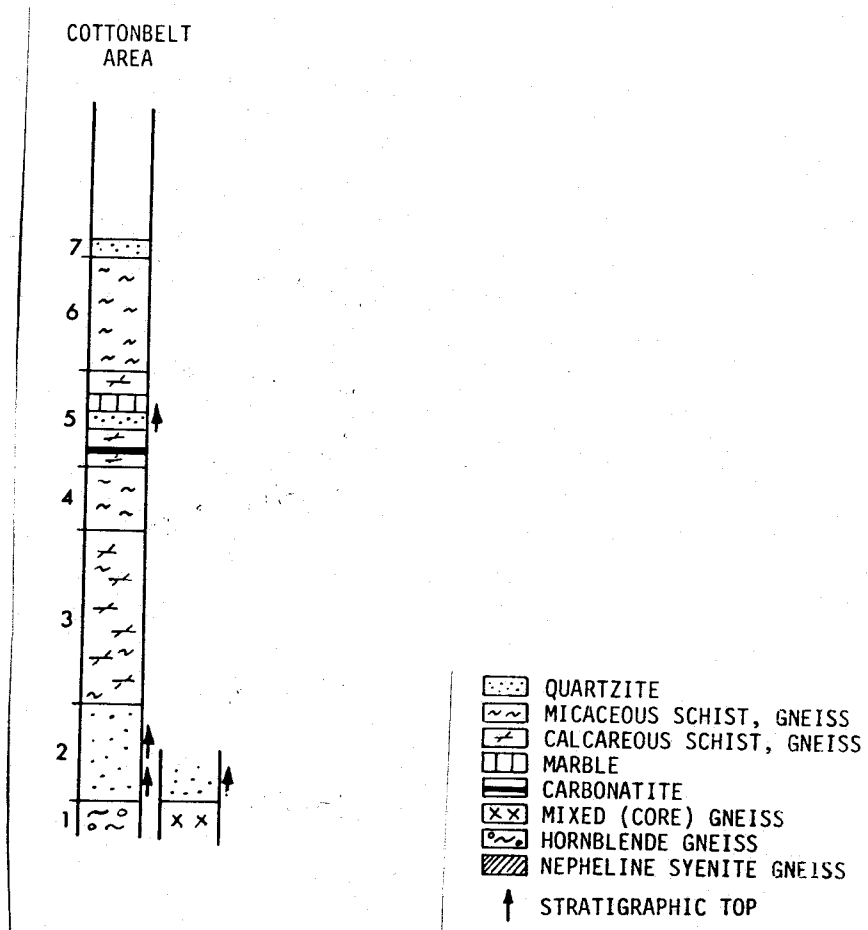 COTTONBELT
AREA
7
6
5
4
3
2
1
QUARTZITE
MICACEOUS SCHIST, GNEISS
CALCAREOUS SCHIST, GNEISS
MARBLE
CARBONATITE
MIXED (CORE) GNEISS
HORNBLENDE GNEISS
NEPHELINE SYENITE GNEISS
STRATIGRAPHIC TOP